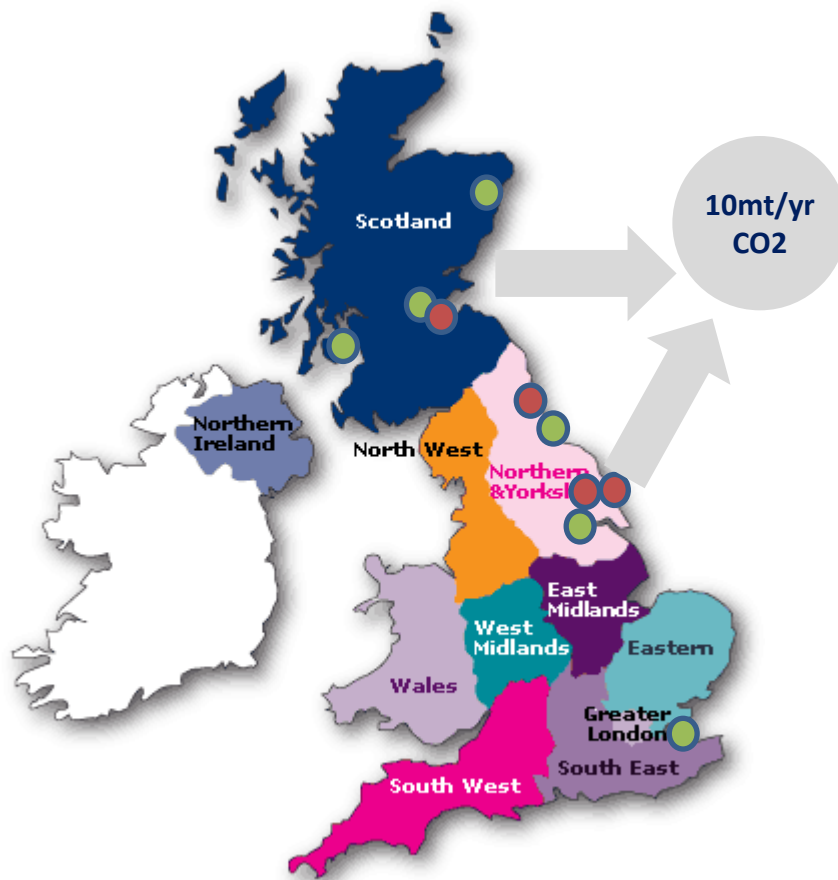 10mt/yr
CO2
Scotland
Northern
Ireland
North West
Northern
East
Midlands
West
Midlands
Eastern
Wales
Greater
London
South East
South West